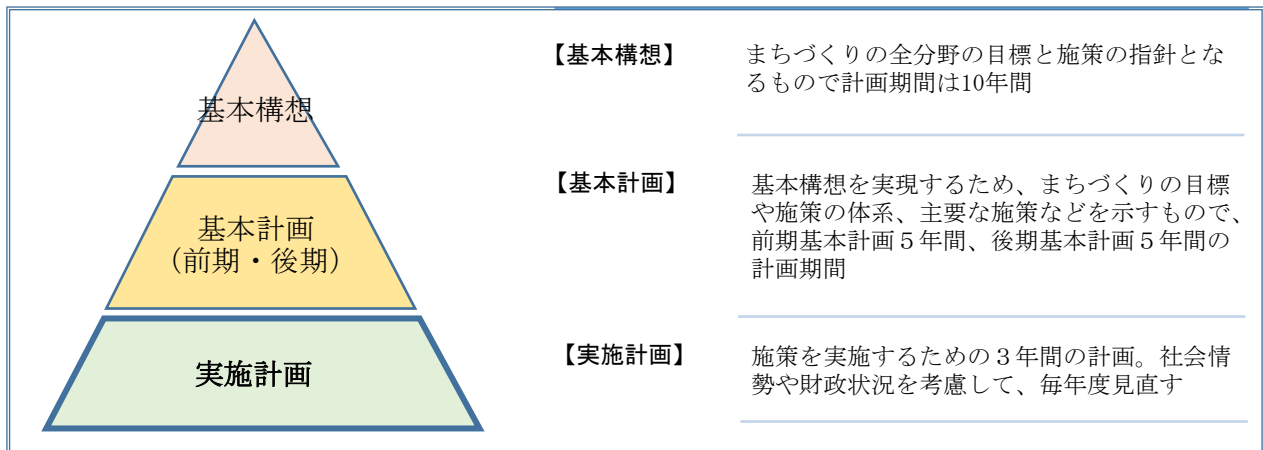 基本構想
基本計画
（前期・後期）
実施計画
【基本構想】
まちづくりの全分野の目標と施策の指針とな
るもので計画期間は10年間
【基本計画】
基本構想を実現するため、まちづくりの目標
や施策の体系、主要な施策などを示すもので、
前期基本計画５年間、後期基本計画５年間の
計画期間
【実施計画】
施策を実施するための３年間の計画。社会情
勢や財政状況を考慮して、毎年度見直す